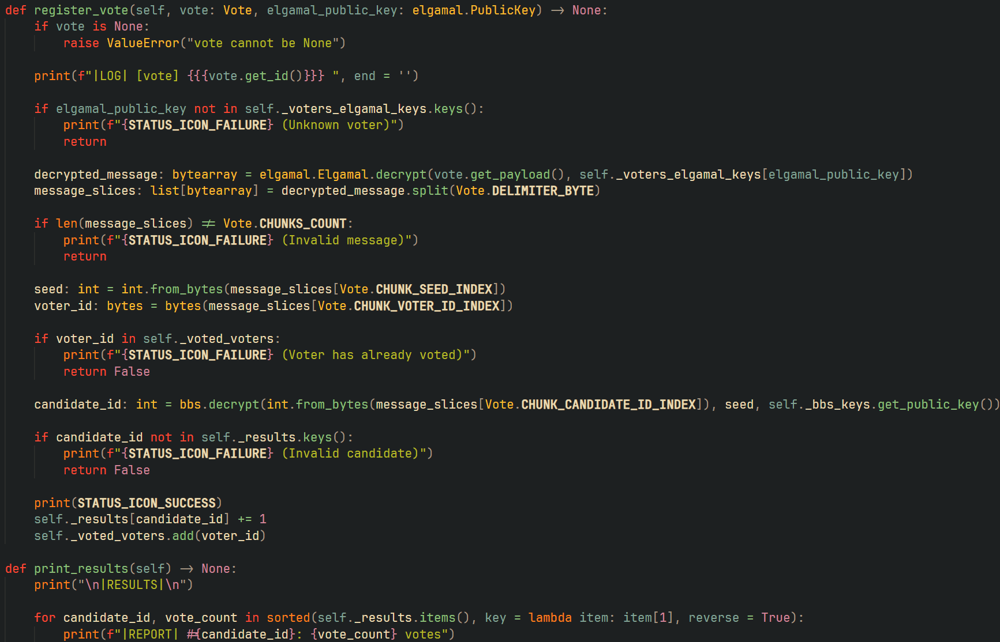 def register_vote(self, vote: Vote, elgamal_public_key: elgamal.PublicKey) -> None:
    if vote is None:
        raise ValueError("vote cannot be None")

    print(f"|LOG| [vote] {{{vote.get_id()}}} ", end = '')

    if elgamal_public_key not in self._voters_elgamal_keys.keys():
        print(f"{STATUS_ICON_FAILURE} (Unknown voter)")
        return

    decrypted_message: bytearray = elgamal.Elgamal.decrypt(vote.get_payload(), self._voters_elgamal_keys[elgamal_public_key])
    message_slices: list[bytearray] = decrypted_message.split(Vote.DELIMITER_BYTE)

    if len(message_slices) != Vote.CHUNKS_COUNT:
        print(f"{STATUS_ICON_FAILURE} (Invalid message)")
        return

    seed: int = int.from_bytes(message_slices[Vote.CHUNK_SEED_INDEX])
    voter_id: bytes = bytes(message_slices[Vote.CHUNK_VOTER_ID_INDEX])

    if voter_id in self._voted_voters:
        print(f"{STATUS_ICON_FAILURE} (Voter has already voted)")
        return False

    candidate_id: int = bbs.decrypt(int.from_bytes(message_slices[Vote.CHUNK_CANDIDATE_ID_INDEX]), seed, self._bbs_keys.get_public_key())

    if candidate_id not in self._results.keys():
        print(f"{STATUS_ICON_FAILURE} (Invalid candidate)")
        return False

    print(STATUS_ICON_SUCCESS)
    self._results[candidate_id] += 1
    self._voted_voters.add(voter_id)

def print_results(self) -> None:
    print("\n|RESULTS|\n")

    for candidate_id, vote_count in sorted(self._results.items(), key = lambda item: item[1], reverse = True):
        print(f"|REPORT| #{candidate_id}: {vote_count} votes")